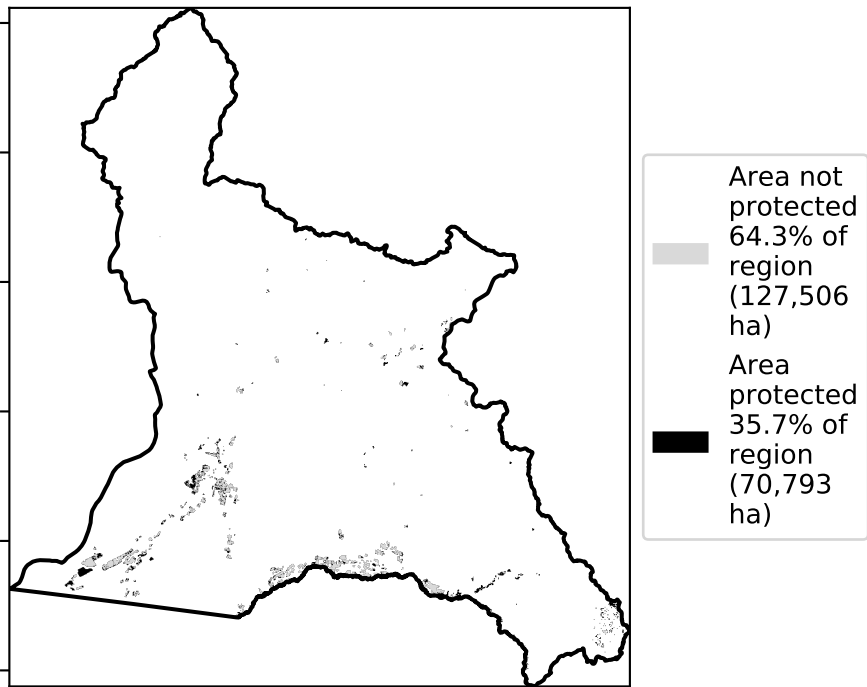 Area not
protected
64.3% of
region
(127,506
ha)
Area
protected
35.7% of
region
(70,793
ha)